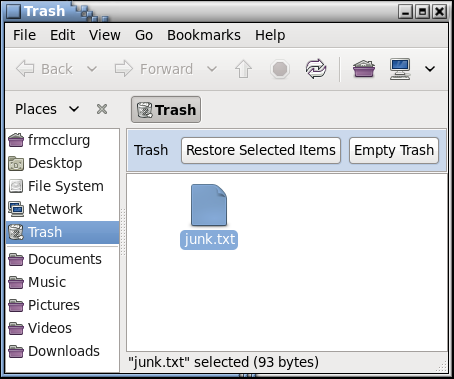 Trash
File Edit View Go Bookmarks Help
Back Forward
Places Trash
Trash Restore Selected Items Empty Trash
frmcclurg
Desktop
File System
Network
Trash
Documents
Music
Pictures
Videos
Downloads
junk.txt
"junk.txt" selected (93 bytes)